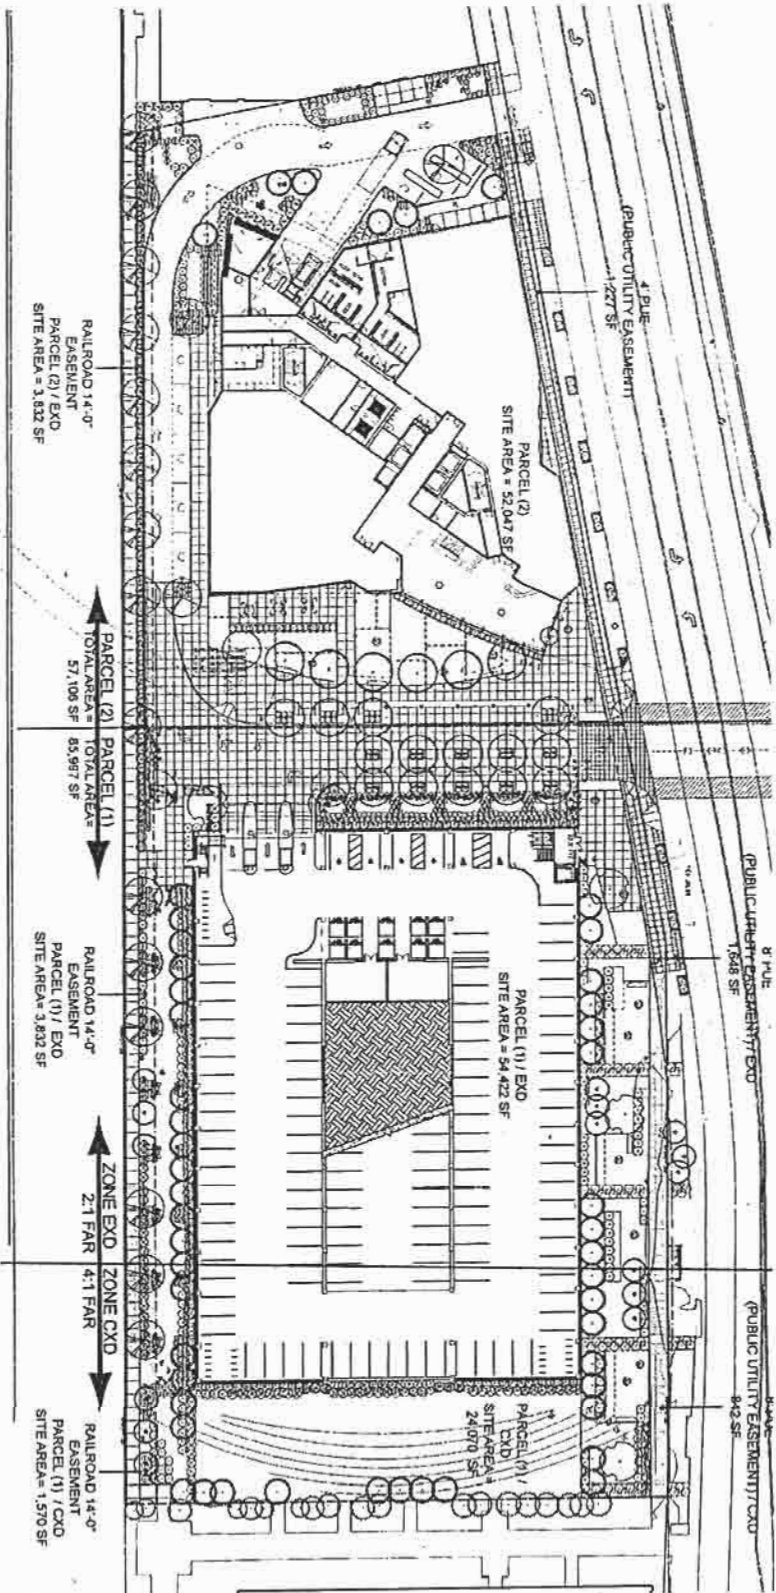 4' PUE
(PUBLIC UTILITY EASEMENT)
1,227 SF
PARCEL (2)
SITE AREA = 52,047 SF
RAILROAD 14'-0"
EASEMENT
PARCEL (2) / EXD
SITE AREA = 3,832 SF
PARCEL (2)
TOTAL AREA =
57,106 SF
PARCEL (1)
TOTAL AREA =
85,997 SF
8' PUE
(PUBLIC UTILITY EASEMENT) / EXD
1,648 SF
PARCEL (1) / EXD
SITE AREA = 54,422 SF
RAILROAD 14'-0"
EASEMENT
PARCEL (1) / EXD
SITE AREA = 3,832 SF
ZONE EXD
2:1 FAR
ZONE CXD
4:1 FAR
(PUBLIC UTILITY EASEMENT) / CXD
PARCEL (1) /
CXD
SITE AREA =
24,070 SF
RAILROAD 14'-0"
EASEMENT
PARCEL (1) / CXD
SITE AREA = 1,570 SF